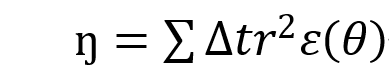 ŋ = ∑ Δtr²ε(θ)